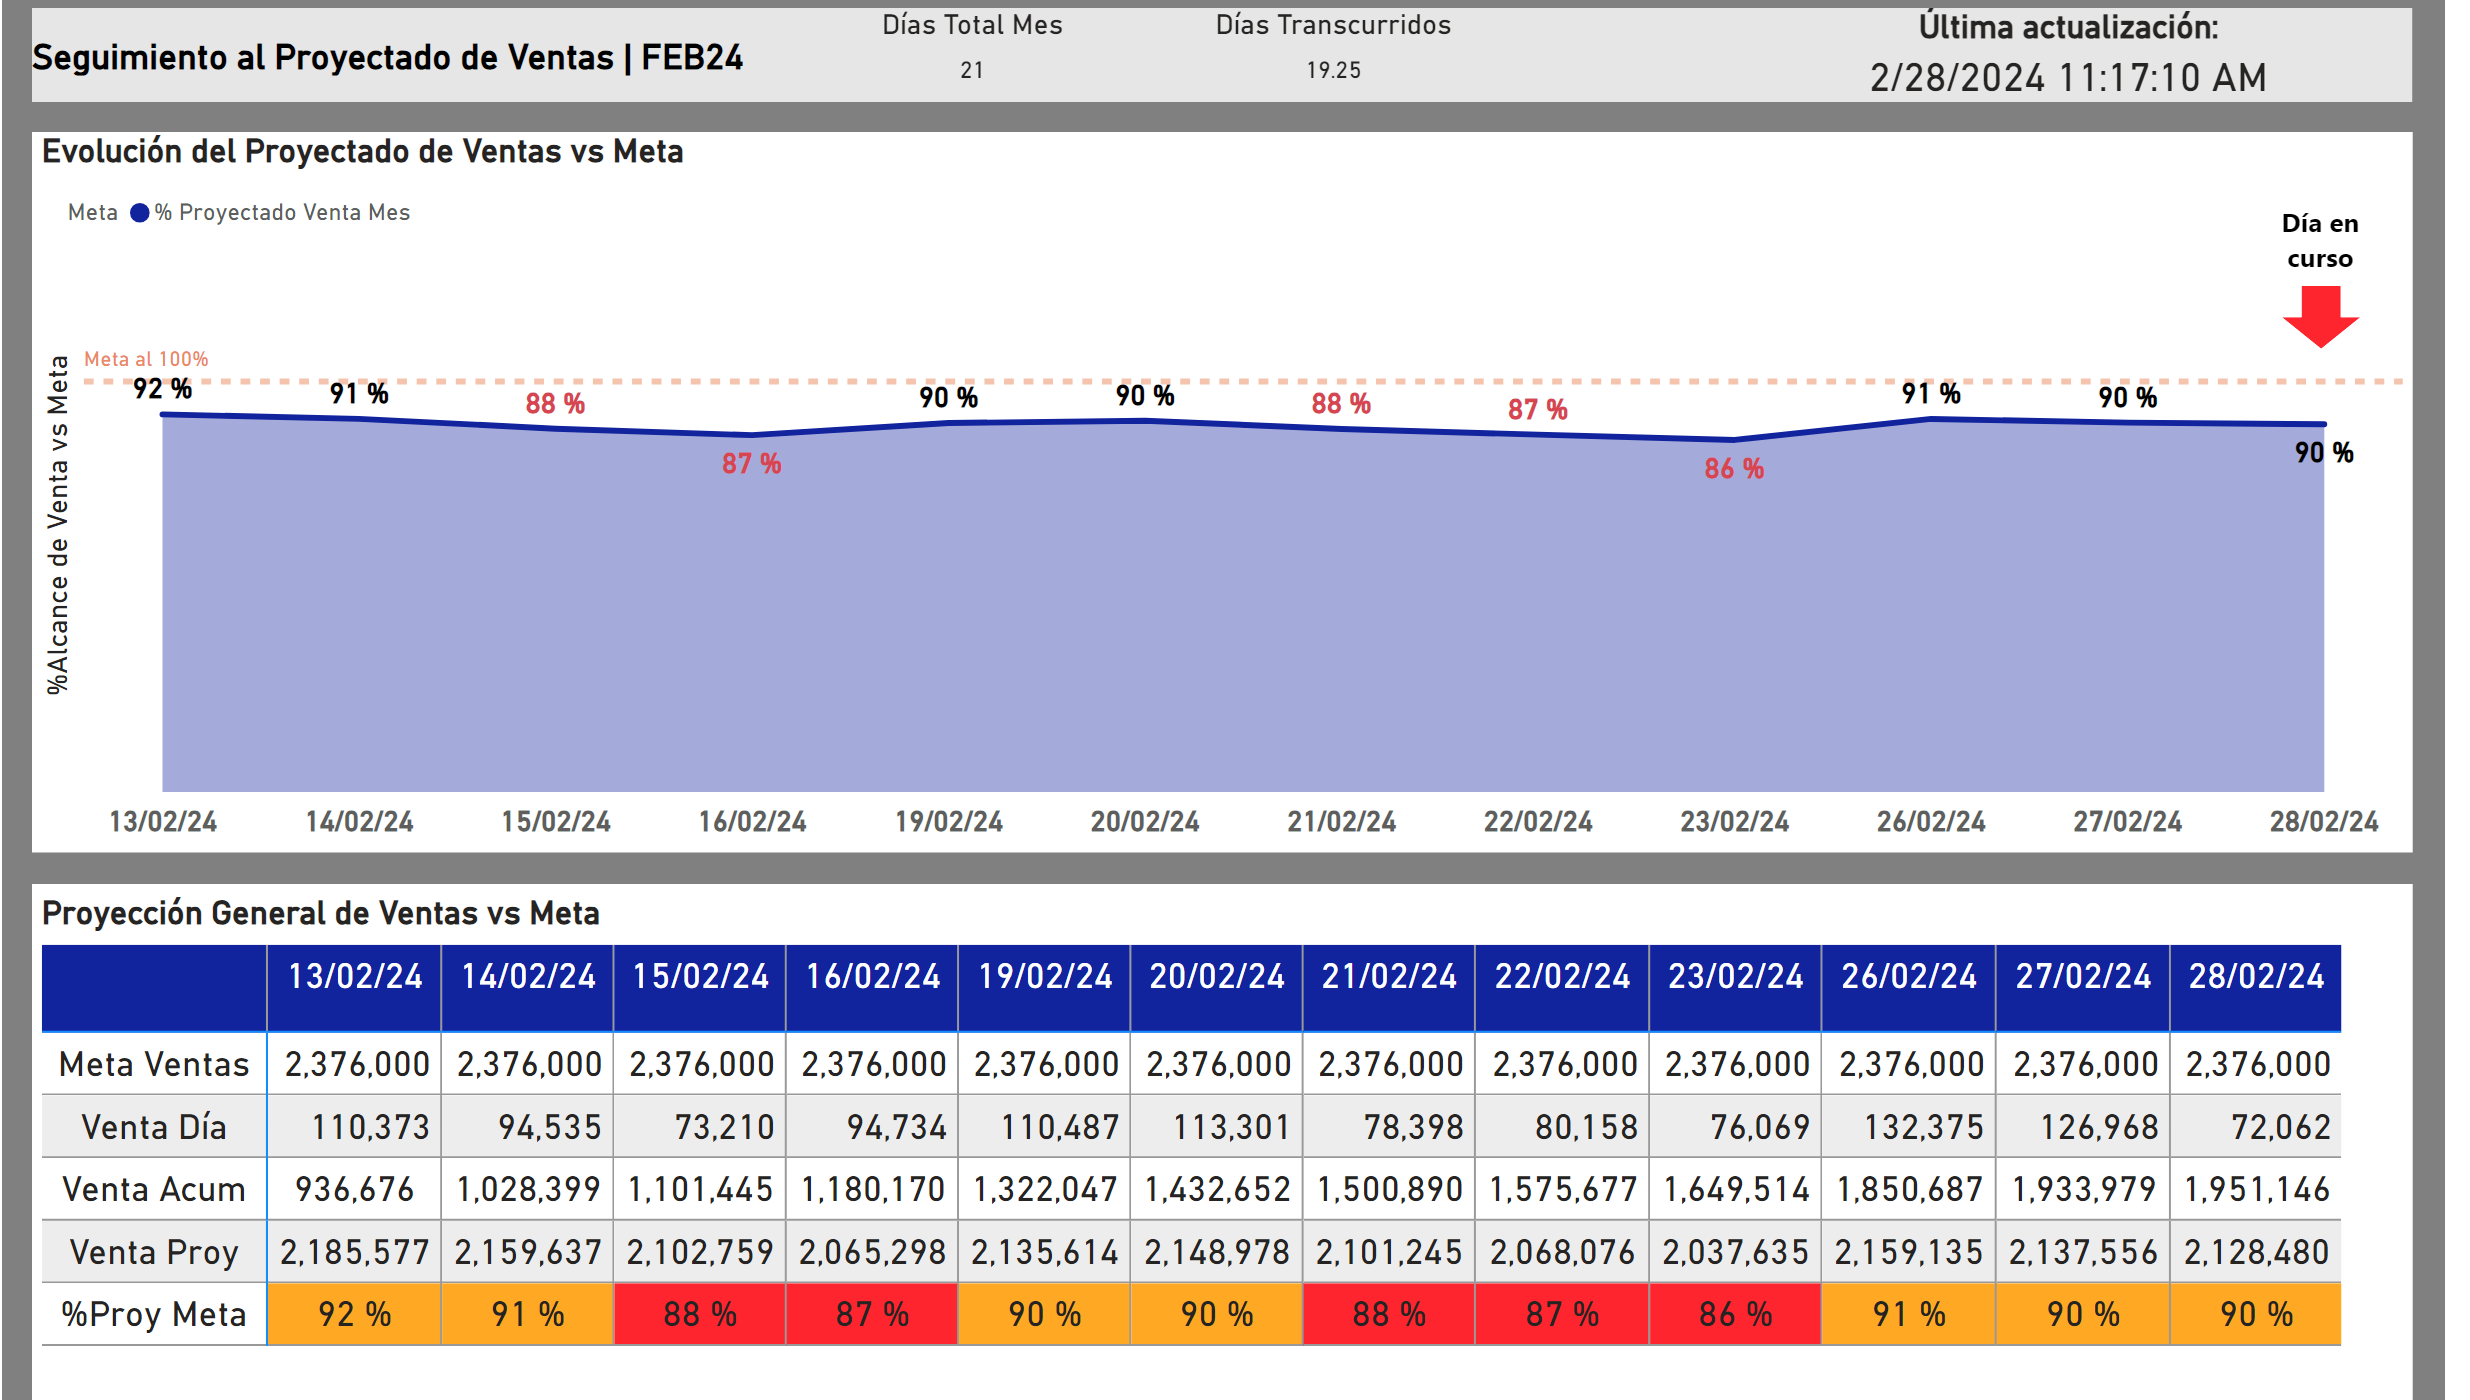 Seguimiento al Proyectado de Ventas | FEB24
Días Total Mes
21
Días Transcurridos
19.25
Última actualización:
2/28/2024 11:17:10 AM
Evolución del Proyectado de Ventas vs Meta
Meta % Proyectado Venta Mes
Día en
curso
%Alcance de Venta vs Meta
Meta al 100%
92 % 91 % 88 % 87 % 90 % 90 % 88 % 87 % 86 % 91 % 90 % 90 %
13/02/24 14/02/24 15/02/24 16/02/24 19/02/24 20/02/24 21/02/24 22/02/24 23/02/24 26/02/24 27/02/24 28/02/24
Proyección General de Ventas vs Meta
13/02/24 14/02/24 15/02/24 16/02/24 19/02/24 20/02/24 21/02/24 22/02/24 23/02/24 26/02/24 27/02/24 28/02/24
Meta Ventas 2,376,000 2,376,000 2,376,000 2,376,000 2,376,000 2,376,000 2,376,000 2,376,000 2,376,000 2,376,000 2,376,000 2,376,000
Venta Día 110,373 94,535 73,210 94,734 110,487 113,301 78,398 80,158 76,069 132,375 126,968 72,062
Venta Acum 936,676 1,028,399 1,101,445 1,180,170 1,322,047 1,432,652 1,500,890 1,575,677 1,649,514 1,850,687 1,933,979 1,951,146
Venta Proy 2,185,577 2,159,637 2,102,759 2,065,298 2,135,614 2,148,978 2,101,245 2,068,076 2,037,635 2,159,135 2,137,556 2,128,480
%Proy Meta 92 % 91 % 88 % 87 % 90 % 90 % 88 % 87 % 86 % 91 % 90 % 90 %